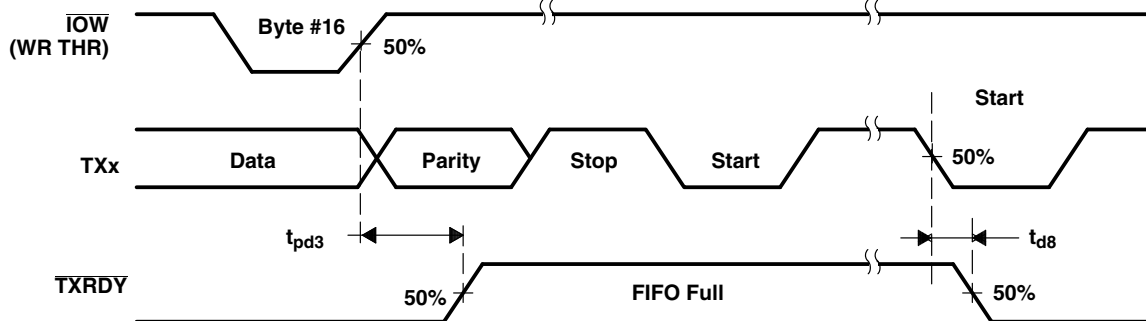 IOW
(WR THR)
Byte #16
50%
Start
TXx
Data
Parity
Stop
Start
50%
tpd3
td8
TXRDY
50%
FIFO Full
50%